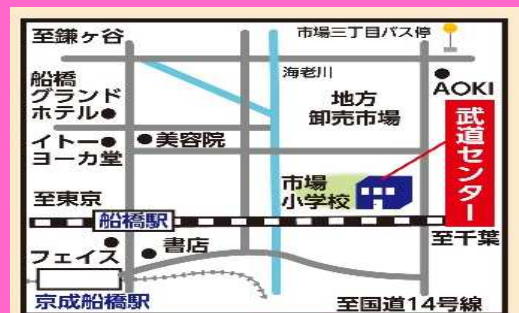 至鎌ヶ谷
市場三丁目バス停
船橋
グランド
ホテル
海老川
地方
卸売市場
AOKI
イトー
ヨーカ堂
美容院
武道センター
至東京
市場
小学校
船橋駅
至千葉
フェイス
書店
京成船橋駅
至国道14号線